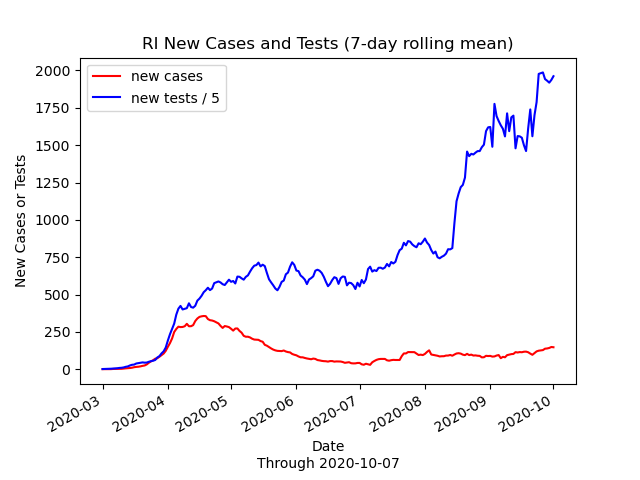 RI New Cases and Tests (7-day rolling mean)
new cases
new tests / 5
New Cases or Tests
2000
1750
1500
1250
1000
750
500
250
0
2020-03
2020-04
2020-05
2020-06
2020-07
2020-08
2020-09
2020-10
Date
Through 2020-10-07